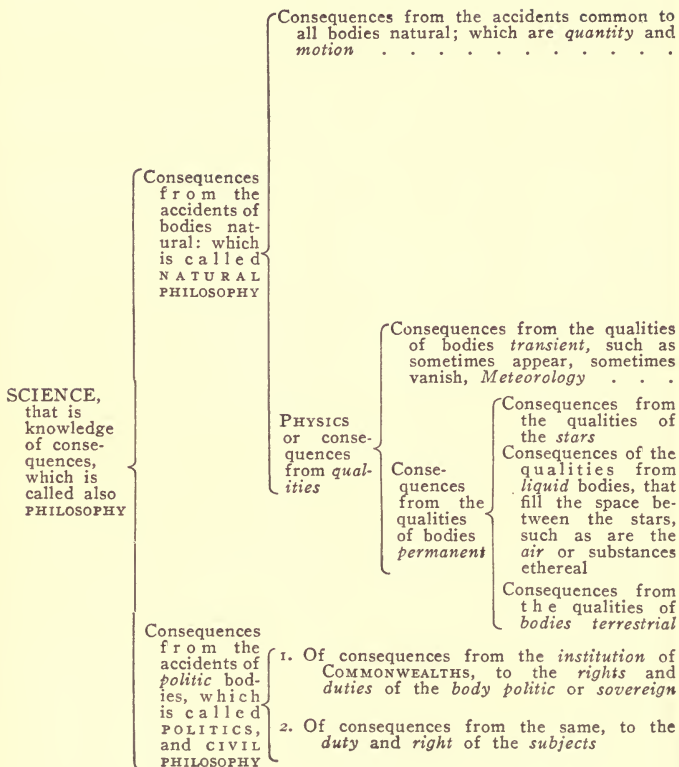 Consequences from the accidents common to
all bodies natural; which are quantity and
motion . . . . . . . . . . . .
Consequences
from the
accidents of
bodies nat-
ural: which
is called
NATURAL
PHILOSOPHY
Consequences from the qualities
of bodies transient, such as
sometimes appear, sometimes
vanish, Meteorology . . .
SCIENCE,
that is
knowledge
of conse-
quences,
which is
called also
PHILOSOPHY
PHYSICS
or conse-
quences
from qual-
ities
Conse-
quences
from the
qualities
of bodies
permanent
Consequences from
the qualities of
the stars
Consequences of the
qualities from
liquid bodies, that
fill the space be-
tween the stars,
such as are the
air or substances
ethereal
Consequences from
the qualities of
bodies terrestrial
Consequences
from the
accidents of
politic bod-
ies, which
is called
POLITICS,
and CIVIL
PHILOSOPHY
1. Of consequences from the institution of
COMMONWEALTHS, to the rights and
duties of the body politic or sovereign
2. Of consequences from the same, to the
duty and right of the subjects